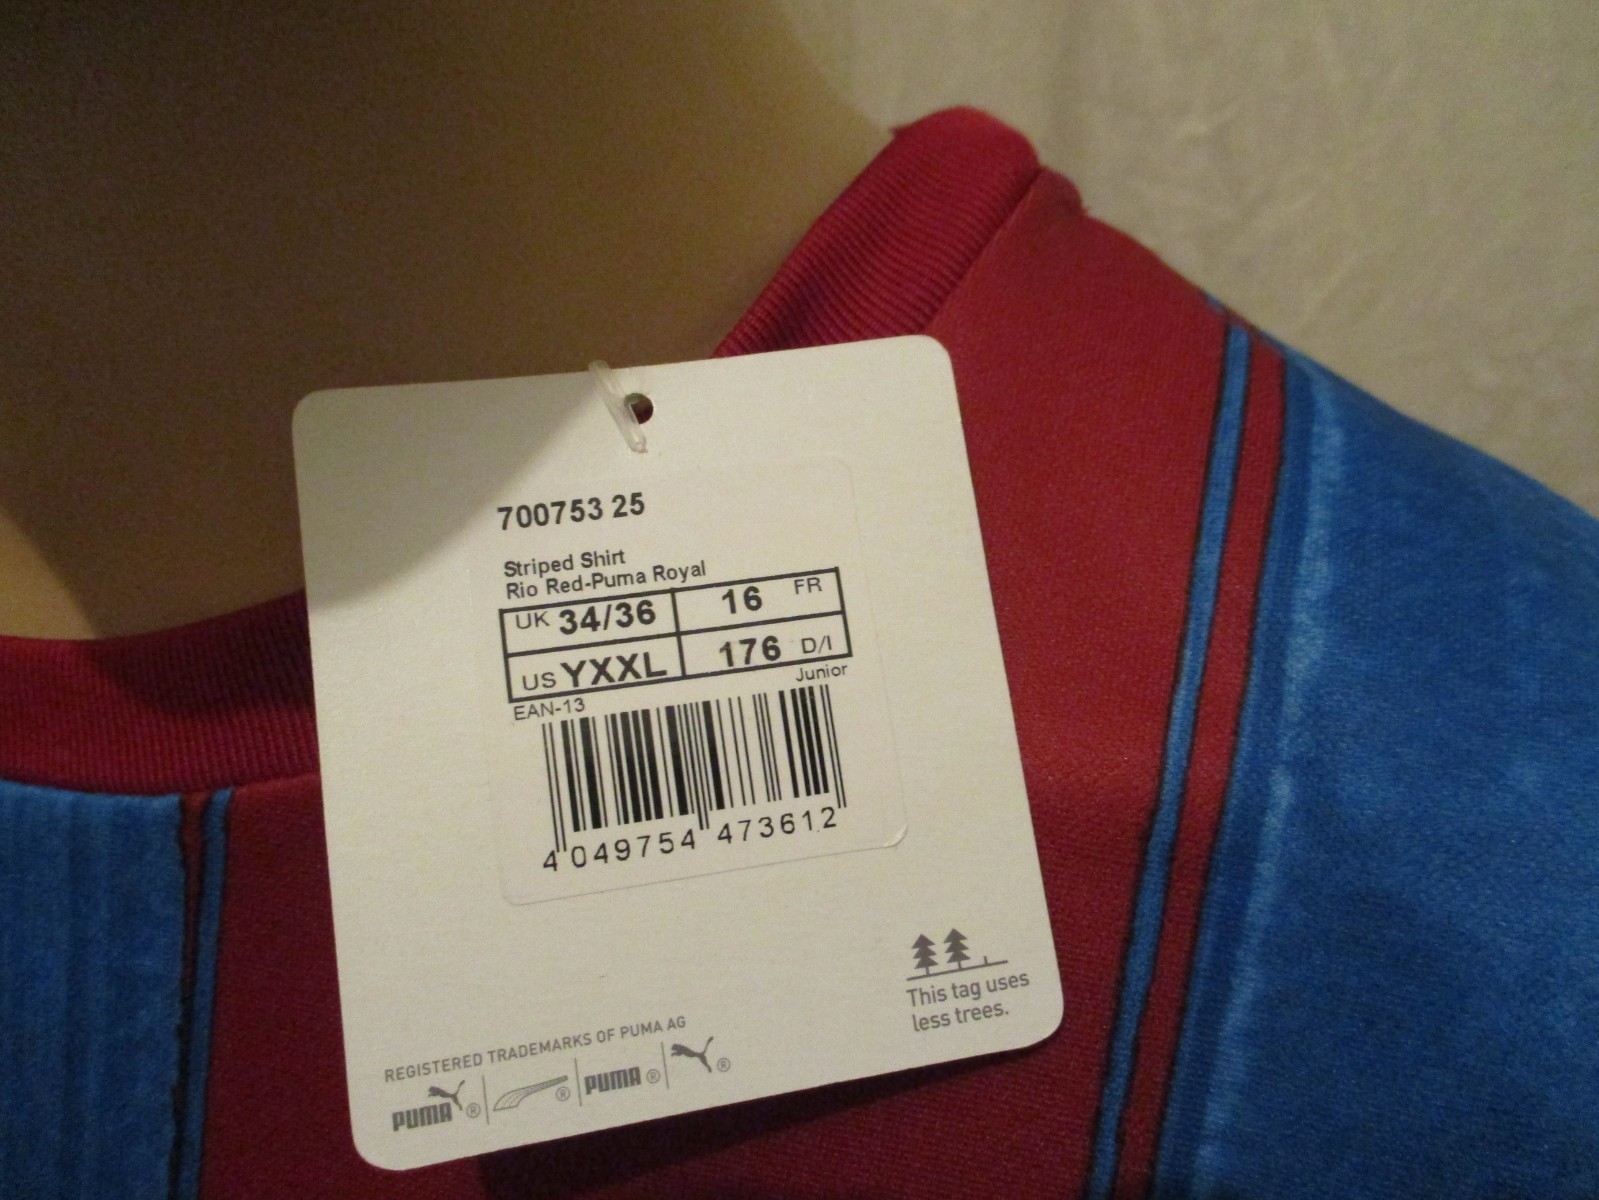 700753 25
Striped Shirt
Rio Red-Puma Royal
UK 34/36 16 FR
US YXXL 176 D/I
Junior
EAN-13
4 049754 473612
This tag uses
less trees.
REGISTERED TRADEMARKS OF PUMA AG
PUMA ® ® PUMA ® ®